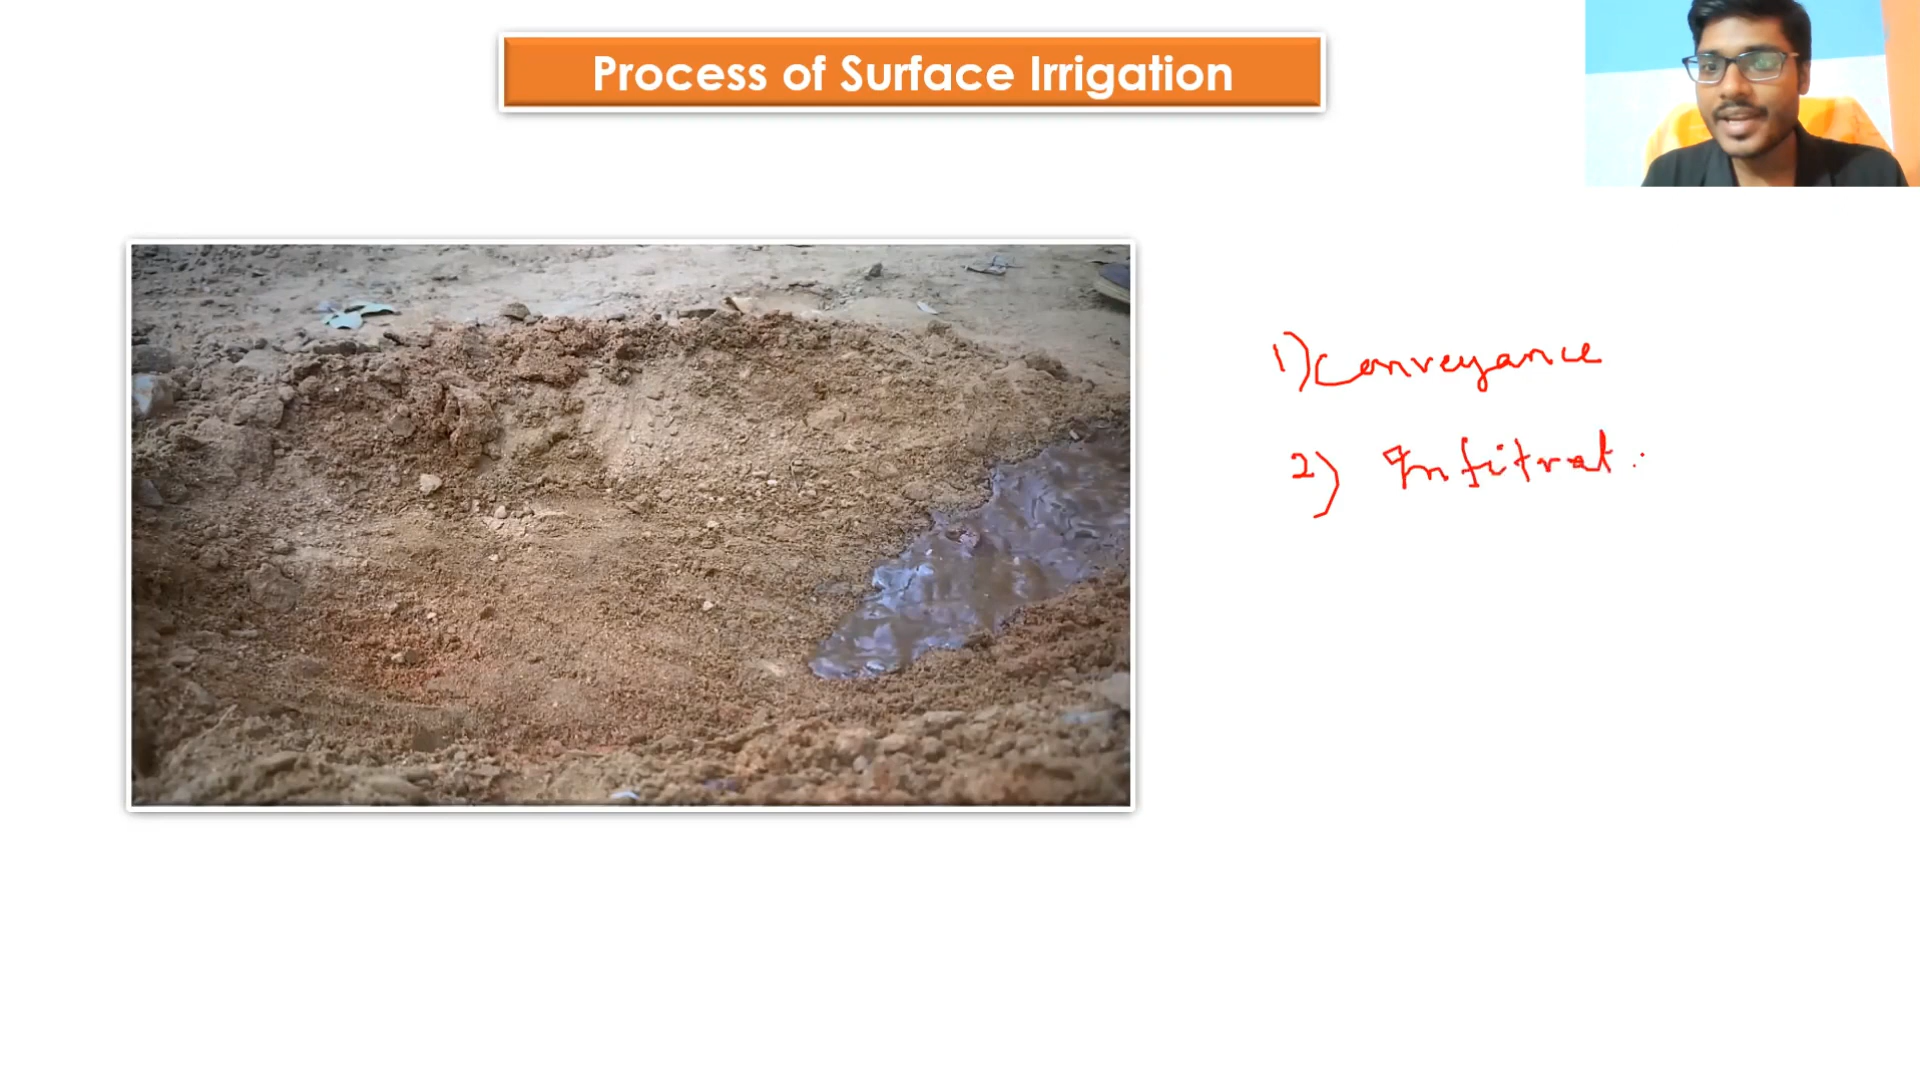 Process of Surface Irrigation
1) Conveyance
2) Infitrat